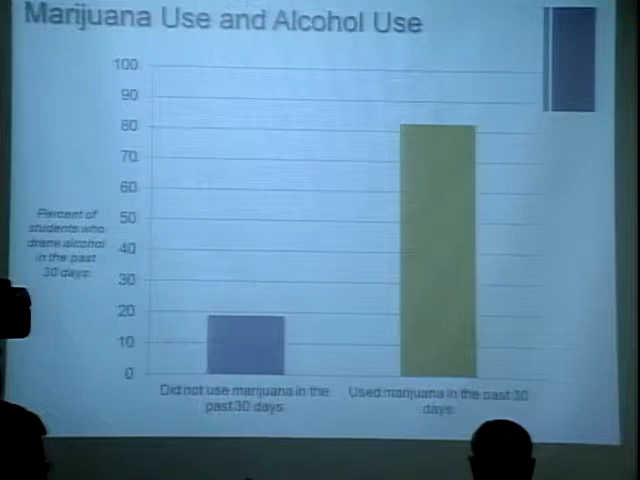 Marijuana Use and Alcohol Use
100
90
80
70
60
50
40
30
20
10
0
Percent of
students who
drank alcohol
in the past
30 days
Did not use marijuana in the
past 30 days
Used marijuana in the past 30
days